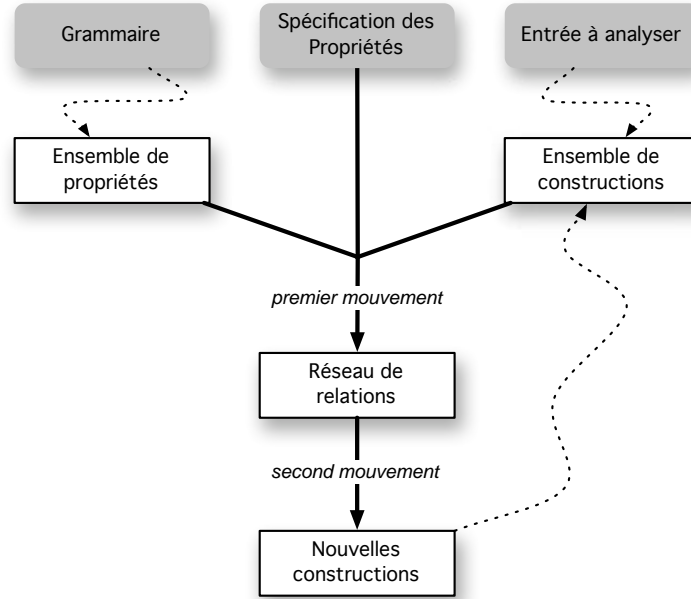 Grammaire
Spécification des
Propriétés
Entrée à analyser
Ensemble de
propriétés
Ensemble de
constructions
premier mouvement
Réseau de
relations
second mouvement
Nouvelles
constructions